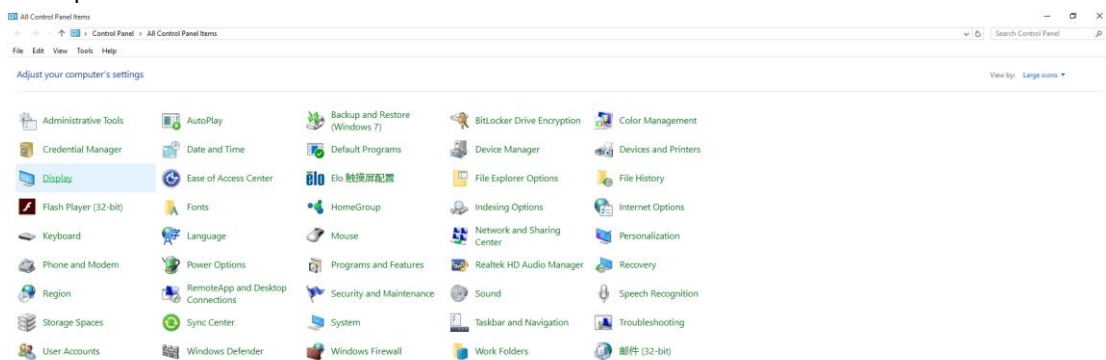 All Control Panel Items
Control Panel › All Control Panel Items
Search Control Panel
File Edit View Tools Help
Adjust your computer's settings
View by: Large icons
Administrative Tools
AutoPlay
Backup and Restore
(Windows 7)
BitLocker Drive Encryption
Color Management
Credential Manager
Date and Time
Default Programs
Device Manager
Devices and Printers
Display
Ease of Access Center
elo Elo 触摸屏配置
File Explorer Options
File History
Flash Player (32-bit)
Fonts
HomeGroup
Indexing Options
Internet Options
Keyboard
Language
Mouse
Network and Sharing
Center
Personalization
Phone and Modem
Power Options
Programs and Features
Realtek HD Audio Manager
Recovery
Region
RemoteApp and Desktop
Connections
Security and Maintenance
Sound
Speech Recognition
Storage Spaces
Sync Center
System
Taskbar and Navigation
Troubleshooting
User Accounts
Windows Defender
Windows Firewall
Work Folders
邮件 (32-bit)